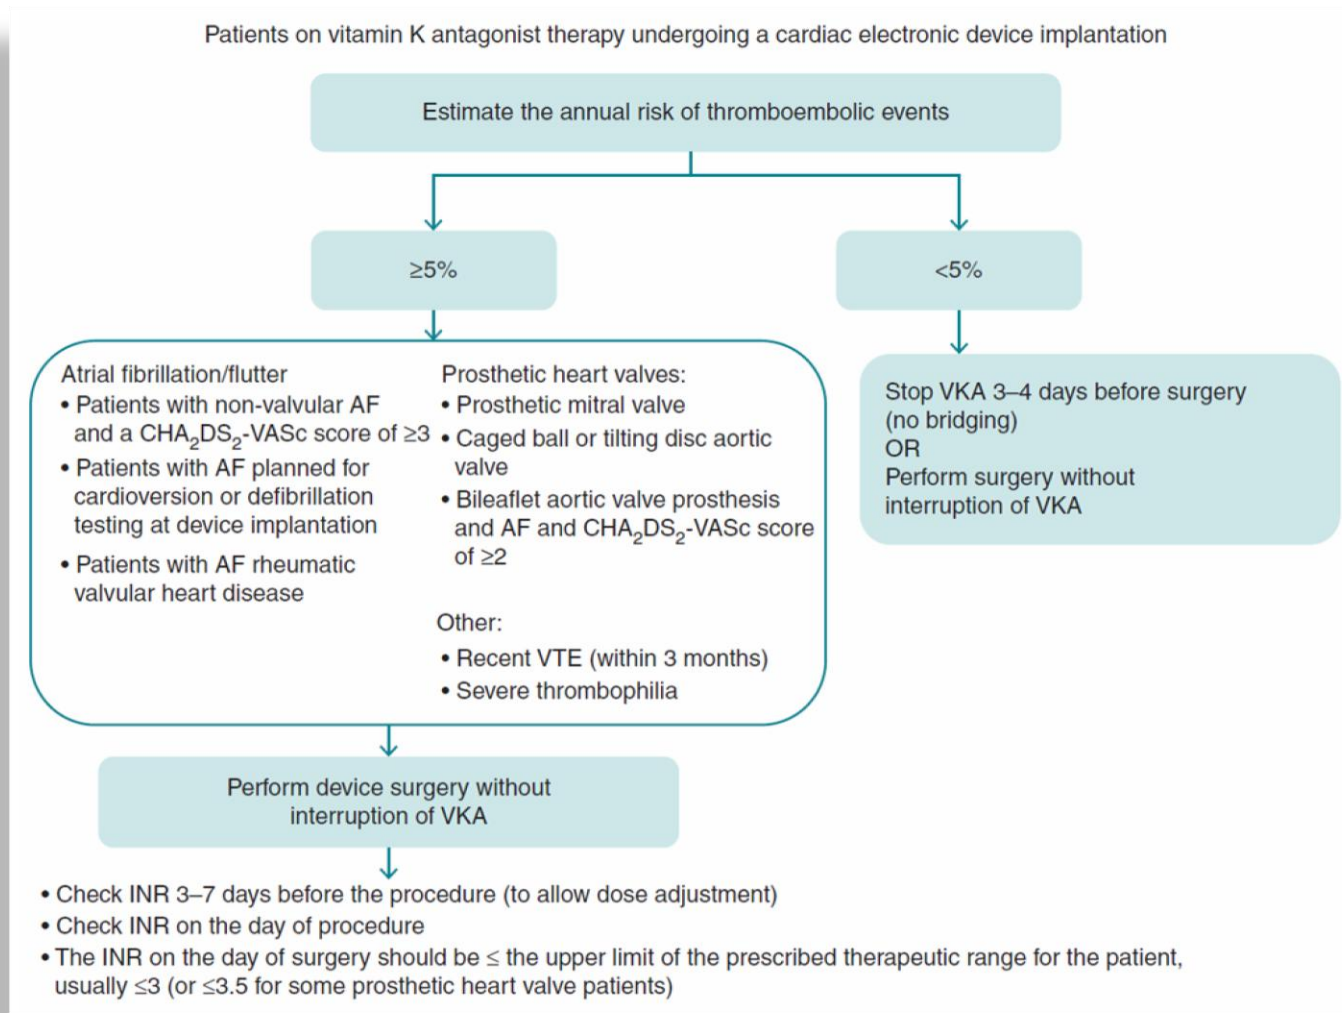 Patients on vitamin K antagonist therapy undergoing a cardiac electronic device implantation
Estimate the annual risk of thromboembolic events
≥5%
<5%
Atrial fibrillation/flutter
• Patients with non-valvular AF
and a CHA₂DS₂-VASc score of ≥3
• Patients with AF planned for
cardioversion or defibrillation
testing at device implantation
• Patients with AF rheumatic
valvular heart disease
Prosthetic heart valves:
• Prosthetic mitral valve
• Caged ball or tilting disc aortic
valve
• Bileaflet aortic valve prosthesis
and AF and CHA₂DS₂-VASc score
of ≥2
Other:
• Recent VTE (within 3 months)
• Severe thrombophilia
Stop VKA 3–4 days before surgery
(no bridging)
OR
Perform surgery without
interruption of VKA
Perform device surgery without
interruption of VKA
• Check INR 3–7 days before the procedure (to allow dose adjustment)
• Check INR on the day of procedure
• The INR on the day of surgery should be ≤ the upper limit of the prescribed therapeutic range for the patient,
usually ≤3 (or ≤3.5 for some prosthetic heart valve patients)